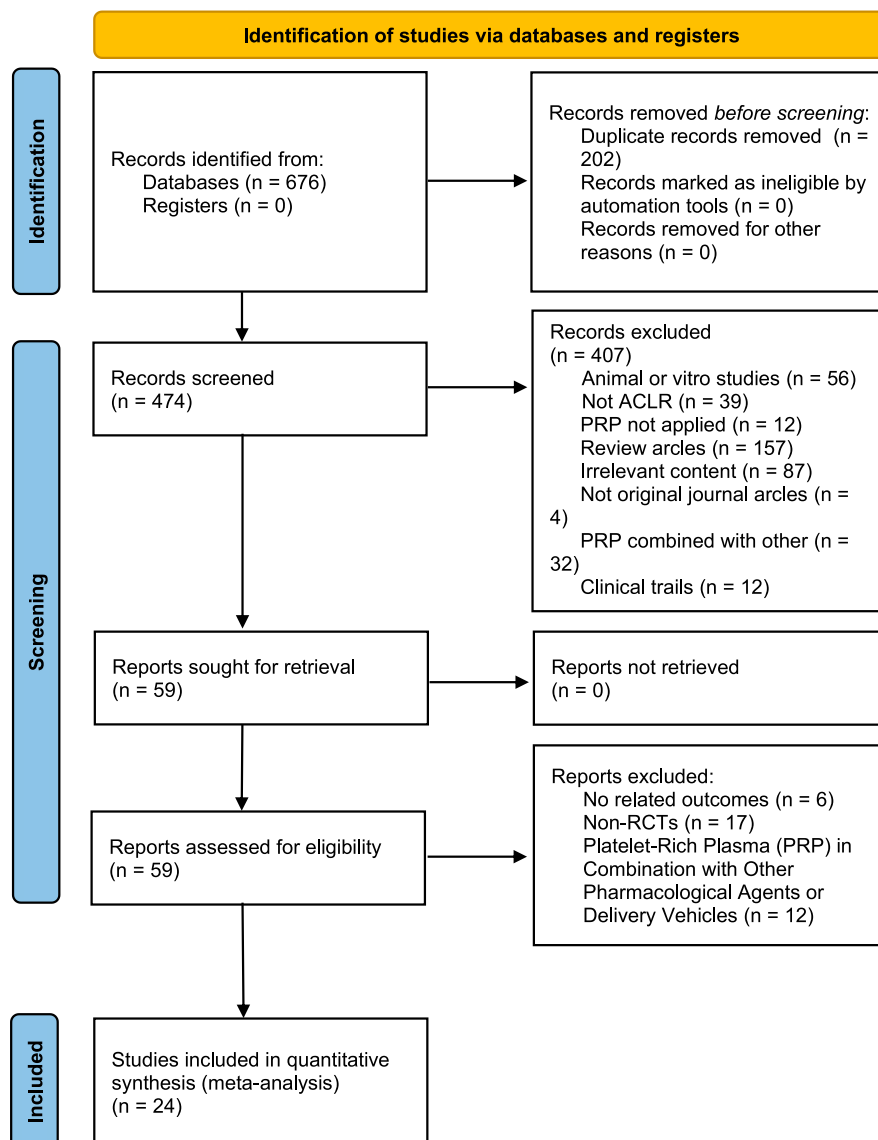 Identification of studies via databases and registers
Identification
Records identified from:
Databases (n = 676)
Registers (n = 0)
Records removed before screening:
Duplicate records removed (n =
202)
Records marked as ineligible by
automation tools (n = 0)
Records removed for other
reasons (n = 0)
Screening
Records screened
(n = 474)
Records excluded
(n = 407)
Animal or vitro studies (n = 56)
Not ACLR (n = 39)
PRP not applied (n = 12)
Review arcles (n = 157)
Irrelevant content (n = 87)
Not original journal arcles (n =
4)
PRP combined with other (n =
32)
Clinical trails (n = 12)
Reports sought for retrieval
(n = 59)
Reports not retrieved
(n = 0)
Reports assessed for eligibility
(n = 59)
Reports excluded:
No related outcomes (n = 6)
Non-RCTs (n = 17)
Platelet-Rich Plasma (PRP) in
Combination with Other
Pharmacological Agents or
Delivery Vehicles (n = 12)
Included
Studies included in quantitative
synthesis (meta-analysis)
(n = 24)